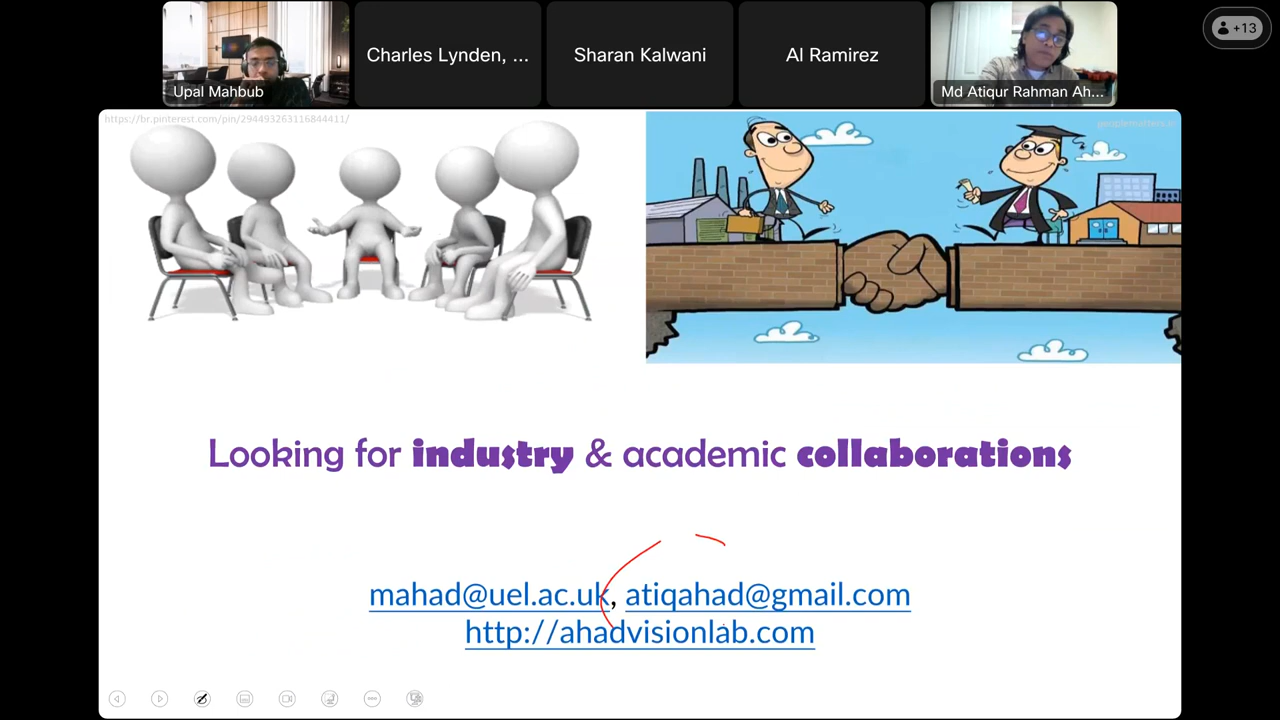 +13
Upal Mahbub
Charles Lynden, ...
Sharan Kalwani
Al Ramirez
Md Atiqur Rahman Ah...
https://br.pinterest.com/pin/294493263116844411/
Looking for industry & academic collaborations
mahad@uel.ac.uk, atiqahad@gmail.com
http://ahadvisionlab.com